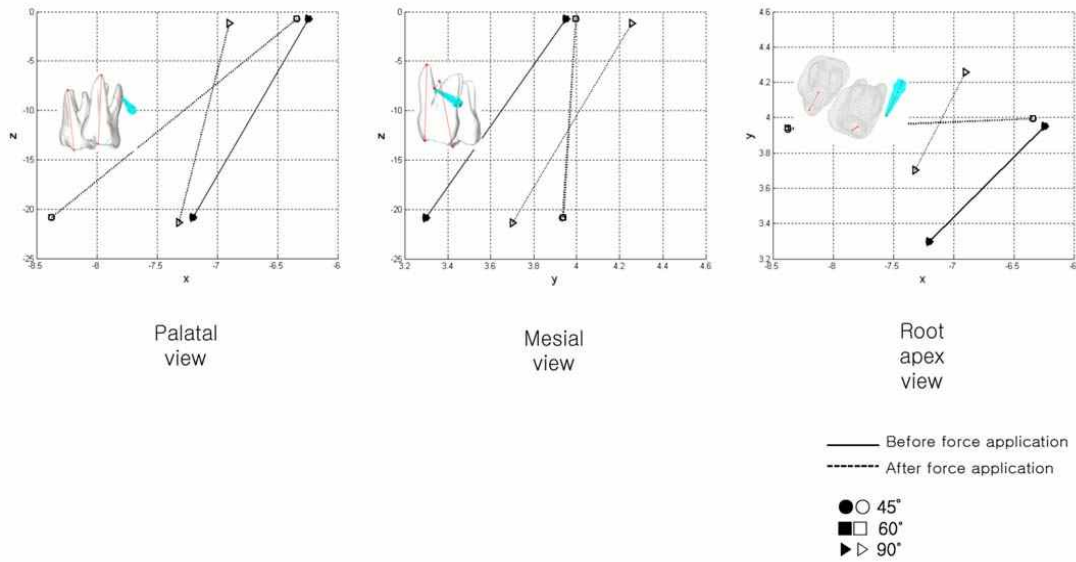 0
-5
-10
-15
-20
-25
z
-8.5
-8
-7.5
-7
-6.5
-6
x
0
-5
-10
-15
-20
-25
z
3.2
3.4
3.6
3.8
4
4.2
4.4
4.6
y
4.6
4.4
4.2
4
3.8
3.6
3.4
3.2
y
-8.5
-8
-7.5
-7
-6.5
-6
x
Palatal
view
Mesial
view
Root
apex
view
Before force application
After force application
45°
60°
90°